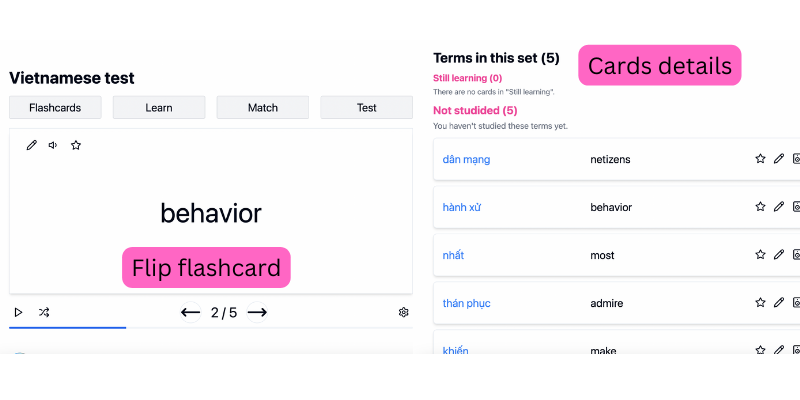 Vietnamese test
Flashcards
Learn
Match
Test
behavior
Flip flashcard
2 / 5
Terms in this set (5)
Cards details
Still learning (0)
There are no cards in "Still learning".
Not studided (5)
You haven't studied these terms yet.
dân mạng netizens
hành xử behavior
nhất most
thán phục admire
khiến make